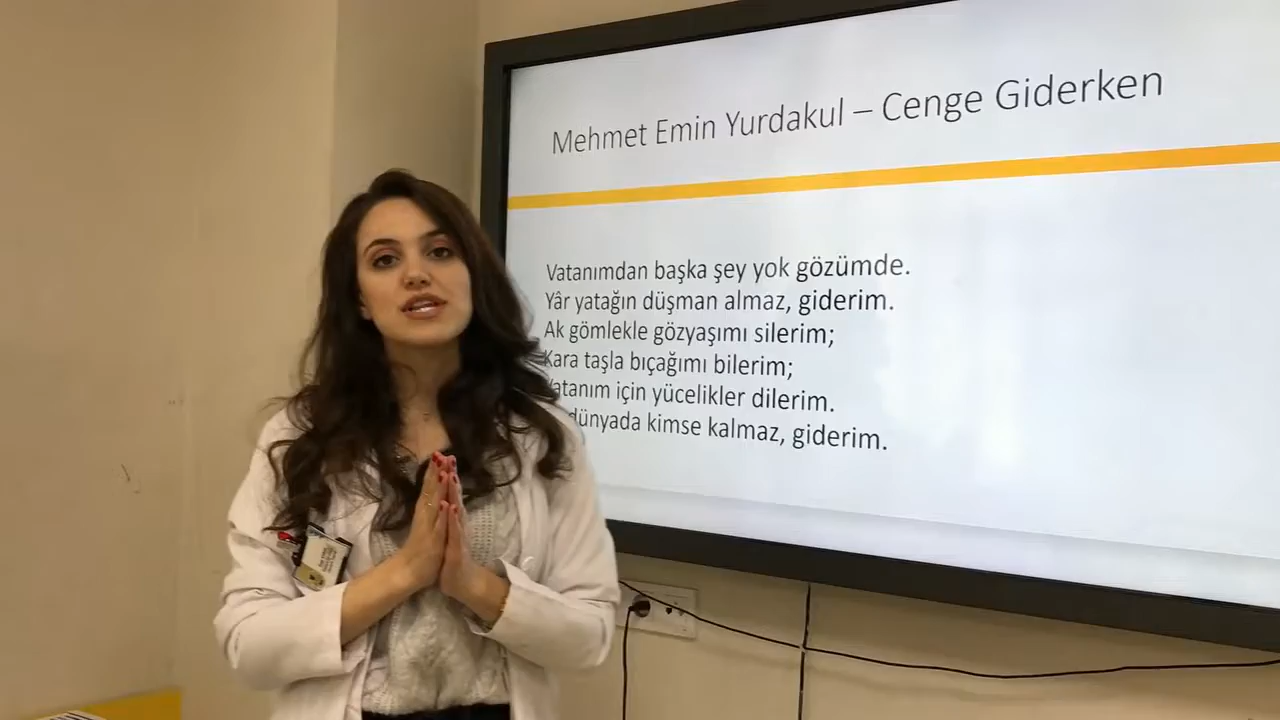 Mehmet Emin Yurdakul – Cenge Giderken
Vatanımdan başka şey yok gözümde.
Yâr yatağın düşman almaz, giderim.
Ak gömlekle gözyaşımı silerim;
Kara taşla bıçağımı bilerim;
Vatanım için yücelikler dilerim.
dünyada kimse kalmaz, giderim.